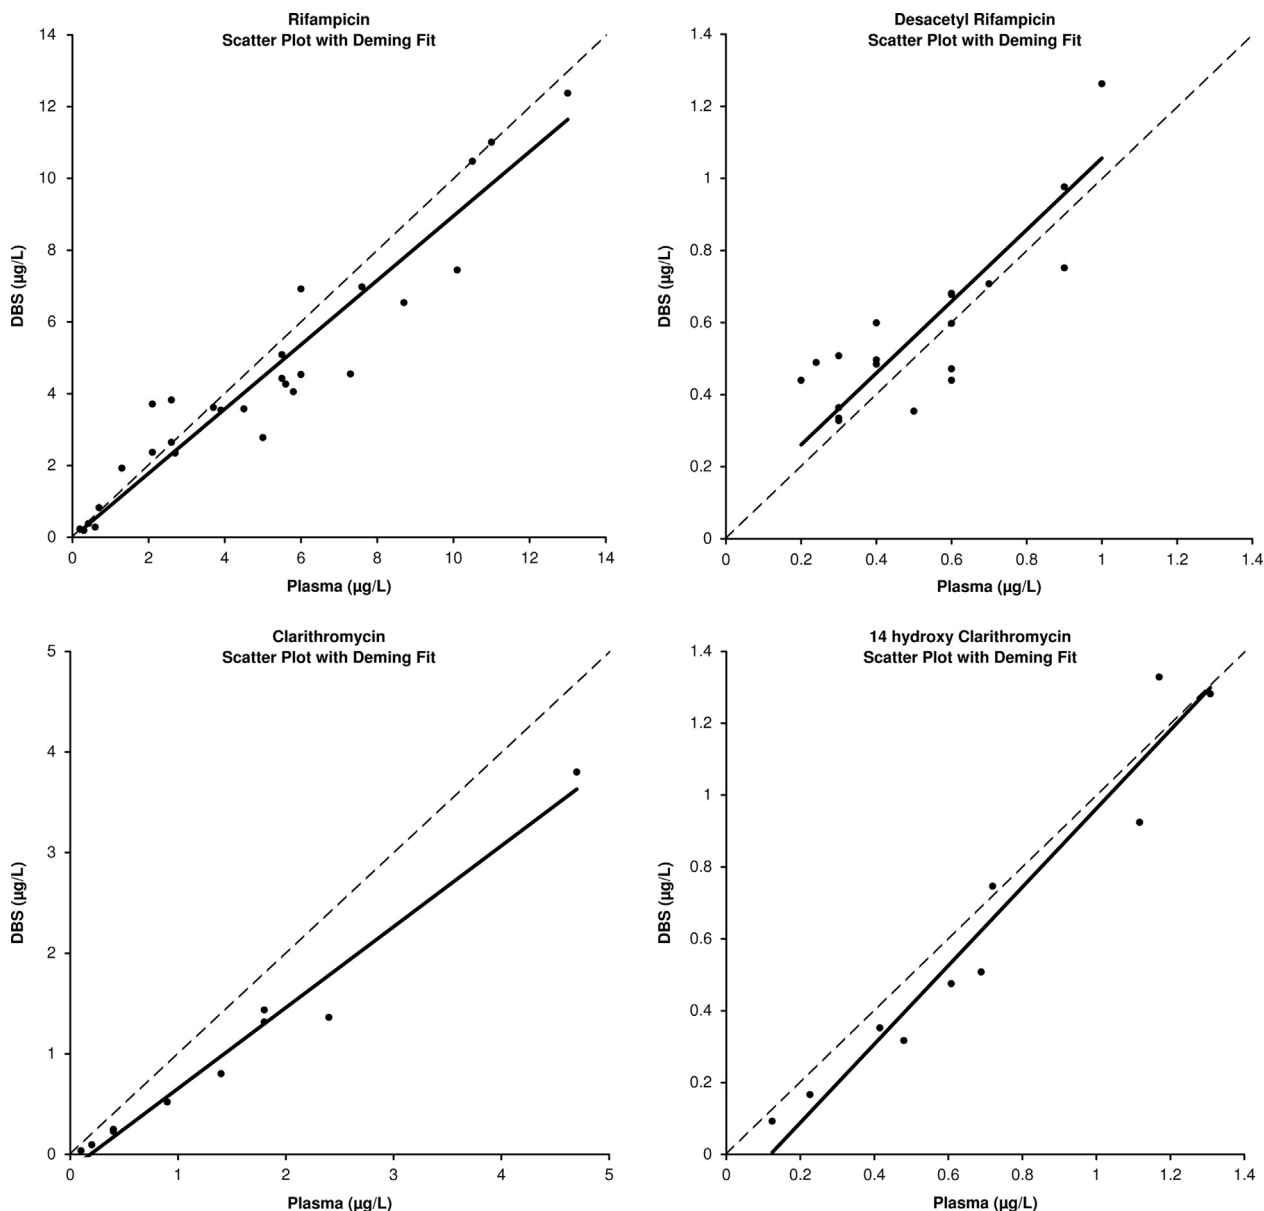 Rifampicin
Scatter Plot with Deming Fit
14
12
10
8
6
4
2
0
DBS (µg/L)
0 2 4 6 8 10 12 14
Plasma (µg/L)
Desacetyl Rifampicin
Scatter Plot with Deming Fit
1.4
1.2
1
0.8
0.6
0.4
0.2
0
DBS (µg/L)
0 0.2 0.4 0.6 0.8 1 1.2 1.4
Plasma (µg/L)
Clarithromycin
Scatter Plot with Deming Fit
5
4
3
2
1
0
DBS (µg/L)
0 1 2 3 4 5
Plasma (µg/L)
14 hydroxy Clarithromycin
Scatter Plot with Deming Fit
1.4
1.2
1
0.8
0.6
0.4
0.2
0
DBS (µg/L)
0 0.2 0.4 0.6 0.8 1 1.2 1.4
Plasma (µg/L)